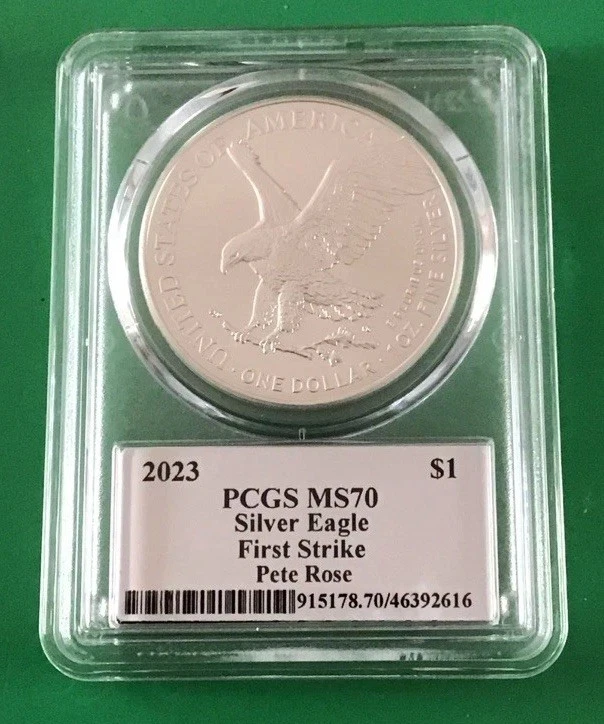 UNITED STATES OF AMERICA
1 OZ. FINE SILVER
ONE DOLLAR
2023 $1
PCGS MS70
Silver Eagle
First Strike
Pete Rose
915178.70/46392616